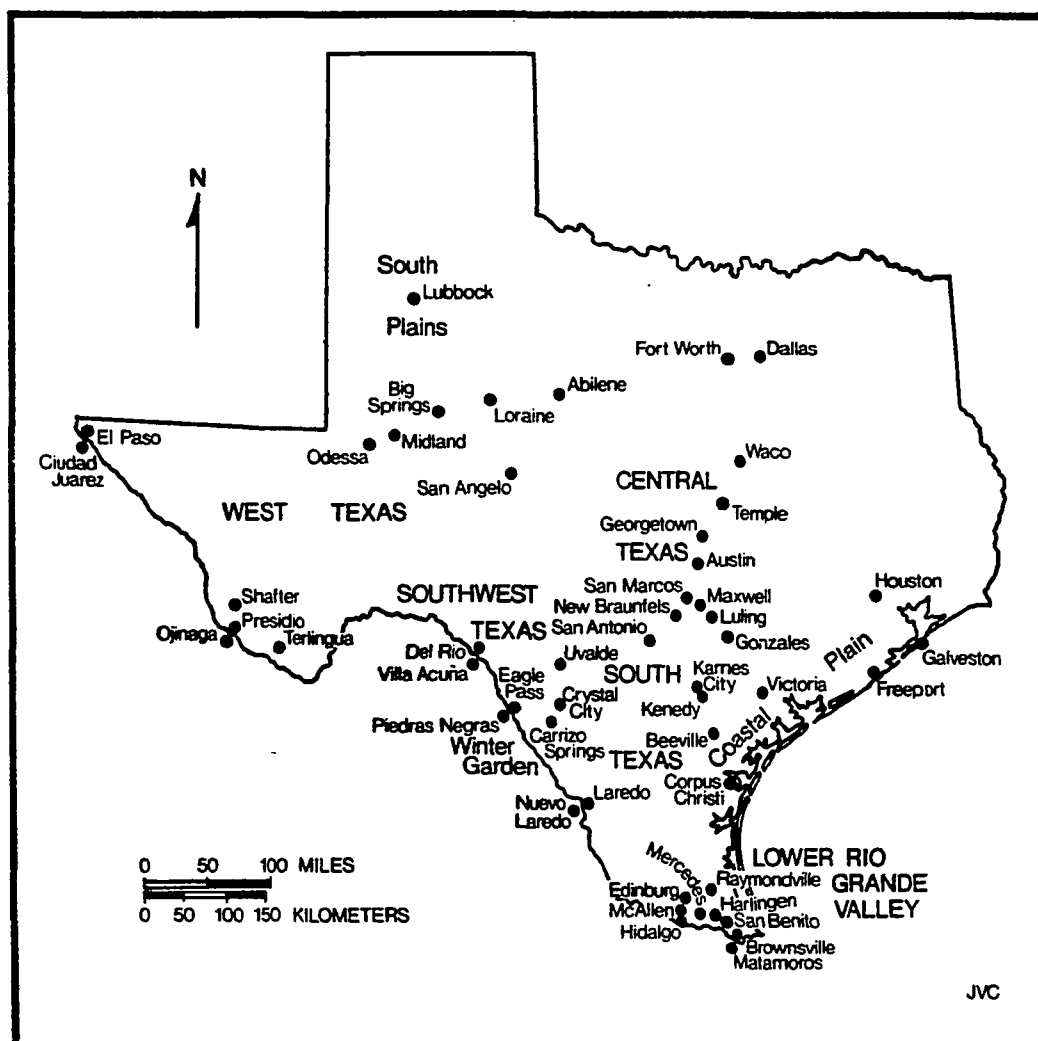 N
South
Lubbock
Plains
Fort Worth
Dallas
Big
Springs
Abilene
Loraine
El Paso
Ciudad
Juarez
Midland
Odessa
San Angelo
Waco
CENTRAL
Temple
WEST TEXAS
Georgetown
TEXAS
Austin
SOUTHWEST
TEXAS
Shafter
Presidio
Ojinaga
Terlingua
San Marcos
Maxwell
New Braunfels
Luling
San Antonio
Gonzales
Houston
Galveston
Freeport
Coastal Plain
Del Rio
Villa Acuña
Uvalde
SOUTH
Karnes
City
Kenedy
Victoria
Eagle
Pass
Crystal
City
Piedras Negras
Carrizo
Springs
Winter
Garden
Beeville
TEXAS
Corpus
Christi
Nuevo
Laredo
Laredo
0 50 100 MILES
0 50 100 150 KILOMETERS
LOWER RIO
GRANDE
VALLEY
Mercedes
Raymondville
Edinburg
Harlingen
McAllen
San Benito
Hidalgo
Brownsville
Matamoros
JVC